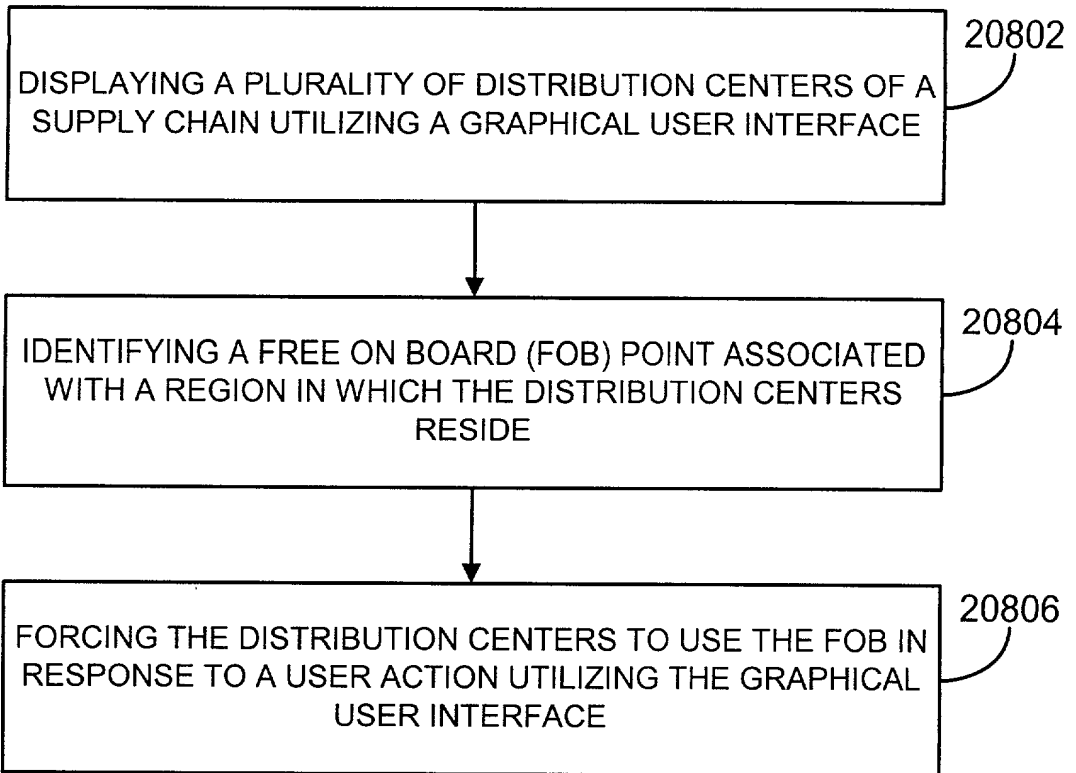 20802
DISPLAYING A PLURALITY OF DISTRIBUTION CENTERS OF A
SUPPLY CHAIN UTILIZING A GRAPHICAL USER INTERFACE
20804
IDENTIFYING A FREE ON BOARD (FOB) POINT ASSOCIATED
WITH A REGION IN WHICH THE DISTRIBUTION CENTERS
RESIDE
20806
FORCING THE DISTRIBUTION CENTERS TO USE THE FOB IN
RESPONSE TO A USER ACTION UTILIZING THE GRAPHICAL
USER INTERFACE